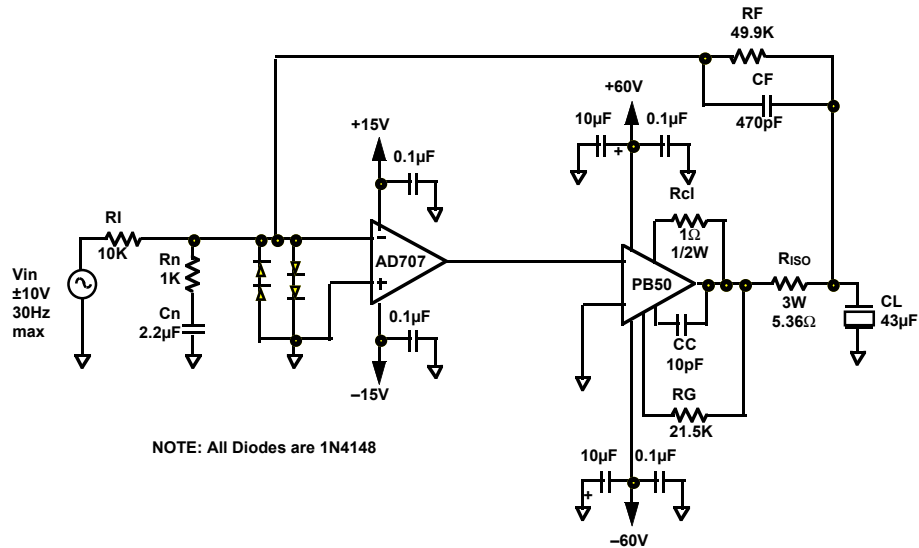 RF
49.9K
CF
470pF
+60V
10µF
0.1µF
+
+15V
0.1µF
Rcl
1Ω
1/2W
RI
10K
Rn
1K
Cn
2.2µF
Vin
±10V
30Hz
max
–
AD707
+
PB50
RISO
3W
5.36Ω
CL
43µF
CC
10pF
0.1µF
–15V
RG
21.5K
NOTE: All Diodes are 1N4148
10µF
0.1µF
+
–60V